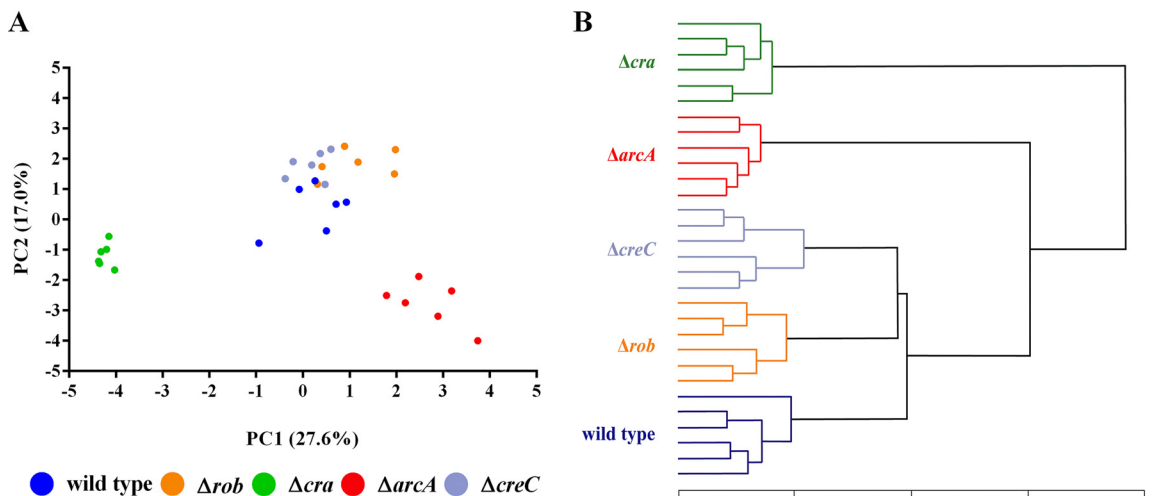 A
5
4
3
2
1
0
-1
-2
-3
-4
-5
PC2 (17.0%)
-5 -4 -3 -2 -1 0 1 2 3 4 5
PC1 (27.6%)
wild type Δrob Δcra ΔarcA ΔcreC
B
Δcra
ΔarcA
ΔcreC
Δrob
wild type